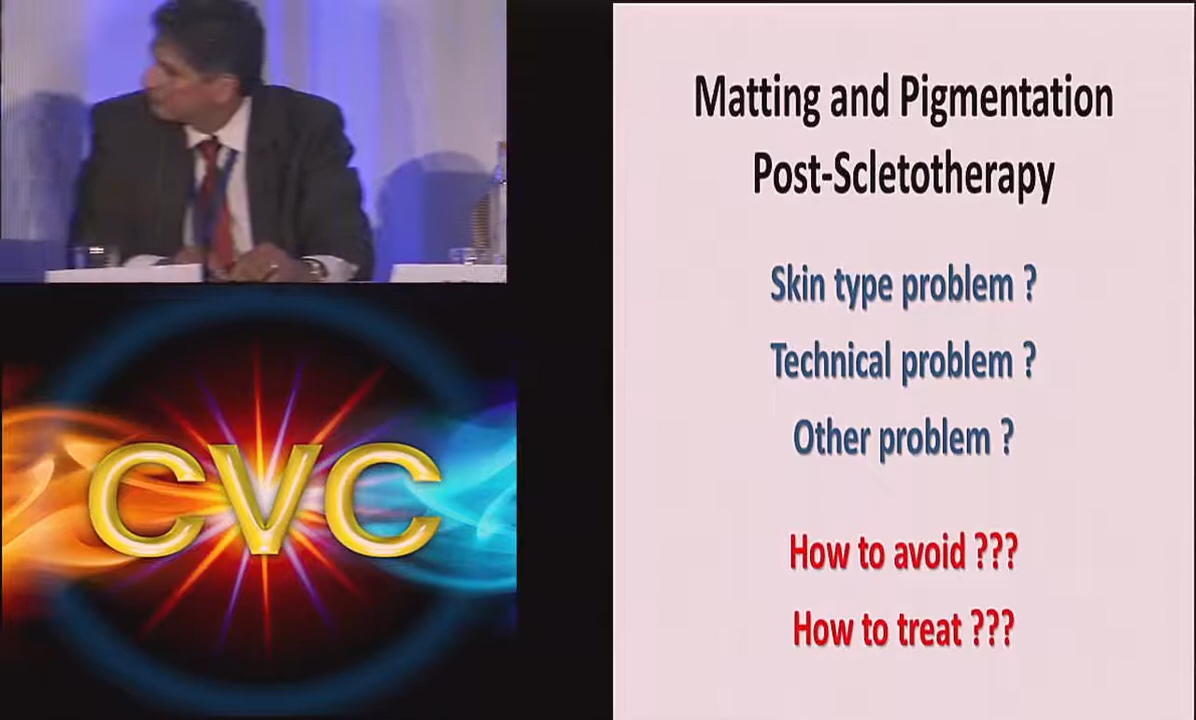 CVC
Matting and Pigmentation
Post-Scletotherapy
Skin type problem ?
Technical problem ?
Other problem ?
How to avoid ???
How to treat ???